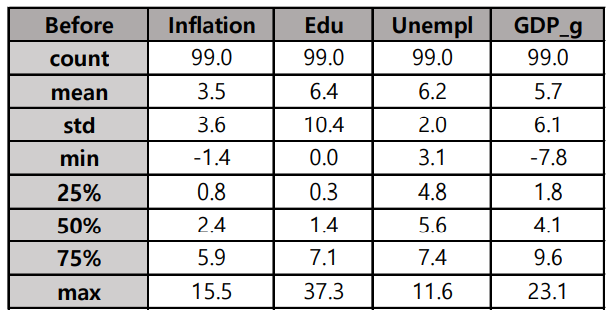 Before Inflation Edu Unempl GDP_g
count 99.0 99.0 99.0 99.0
mean 3.5 6.4 6.2 5.7
std 3.6 10.4 2.0 6.1
min -1.4 0.0 3.1 -7.8
25% 0.8 0.3 4.8 1.8
50% 2.4 1.4 5.6 4.1
75% 5.9 7.1 7.4 9.6
max 15.5 37.3 11.6 23.1